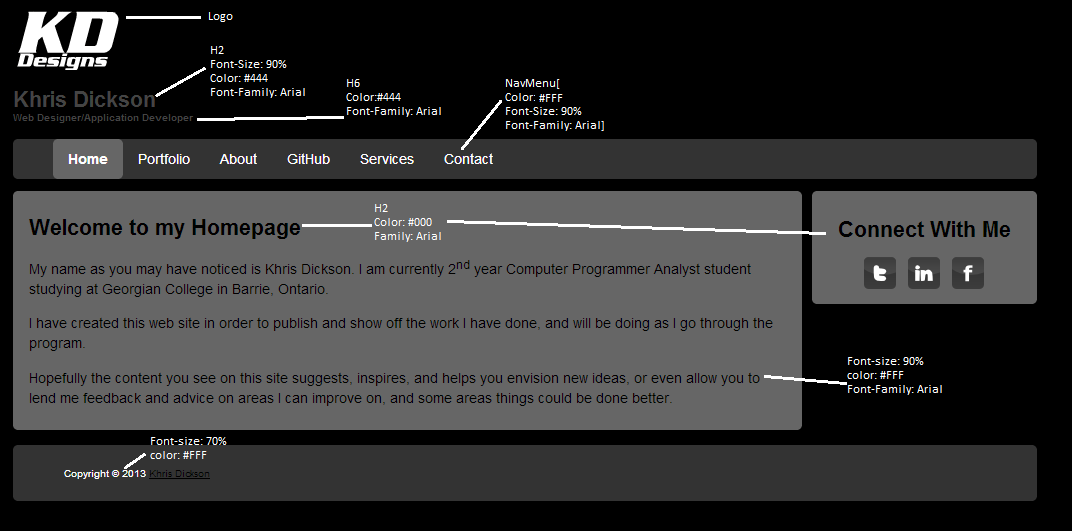 KD
Designs
Logo
H2
Font-Size: 90%
Color: #444
Font-Family: Arial
H6
Color:#444
Font-Family: Arial
NavMenu[
Color: #FFF
Font-Size: 90%
Font-Family: Arial]
Khris Dickson
Web Designer/Application Developer
Home Portfolio About GitHub Services Contact
H2
Color: #000
Family: Arial
Welcome to my Homepage
My name as you may have noticed is Khris Dickson. I am currently 2nd year Computer Programmer Analyst student
studying at Georgian College in Barrie, Ontario.
I have created this web site in order to publish and show off the work I have done, and will be doing as I go through the
program.
Hopefully the content you see on this site suggests, inspires, and helps you envision new ideas, or even allow you to
lend me feedback and advice on areas I can improve on, and some areas things could be done better.
Connect With Me
t in f
Font-size: 90%
color: #FFF
Font-Family: Arial
Font-size: 70%
color: #FFF
Copyright © 2013 Khris Dickson